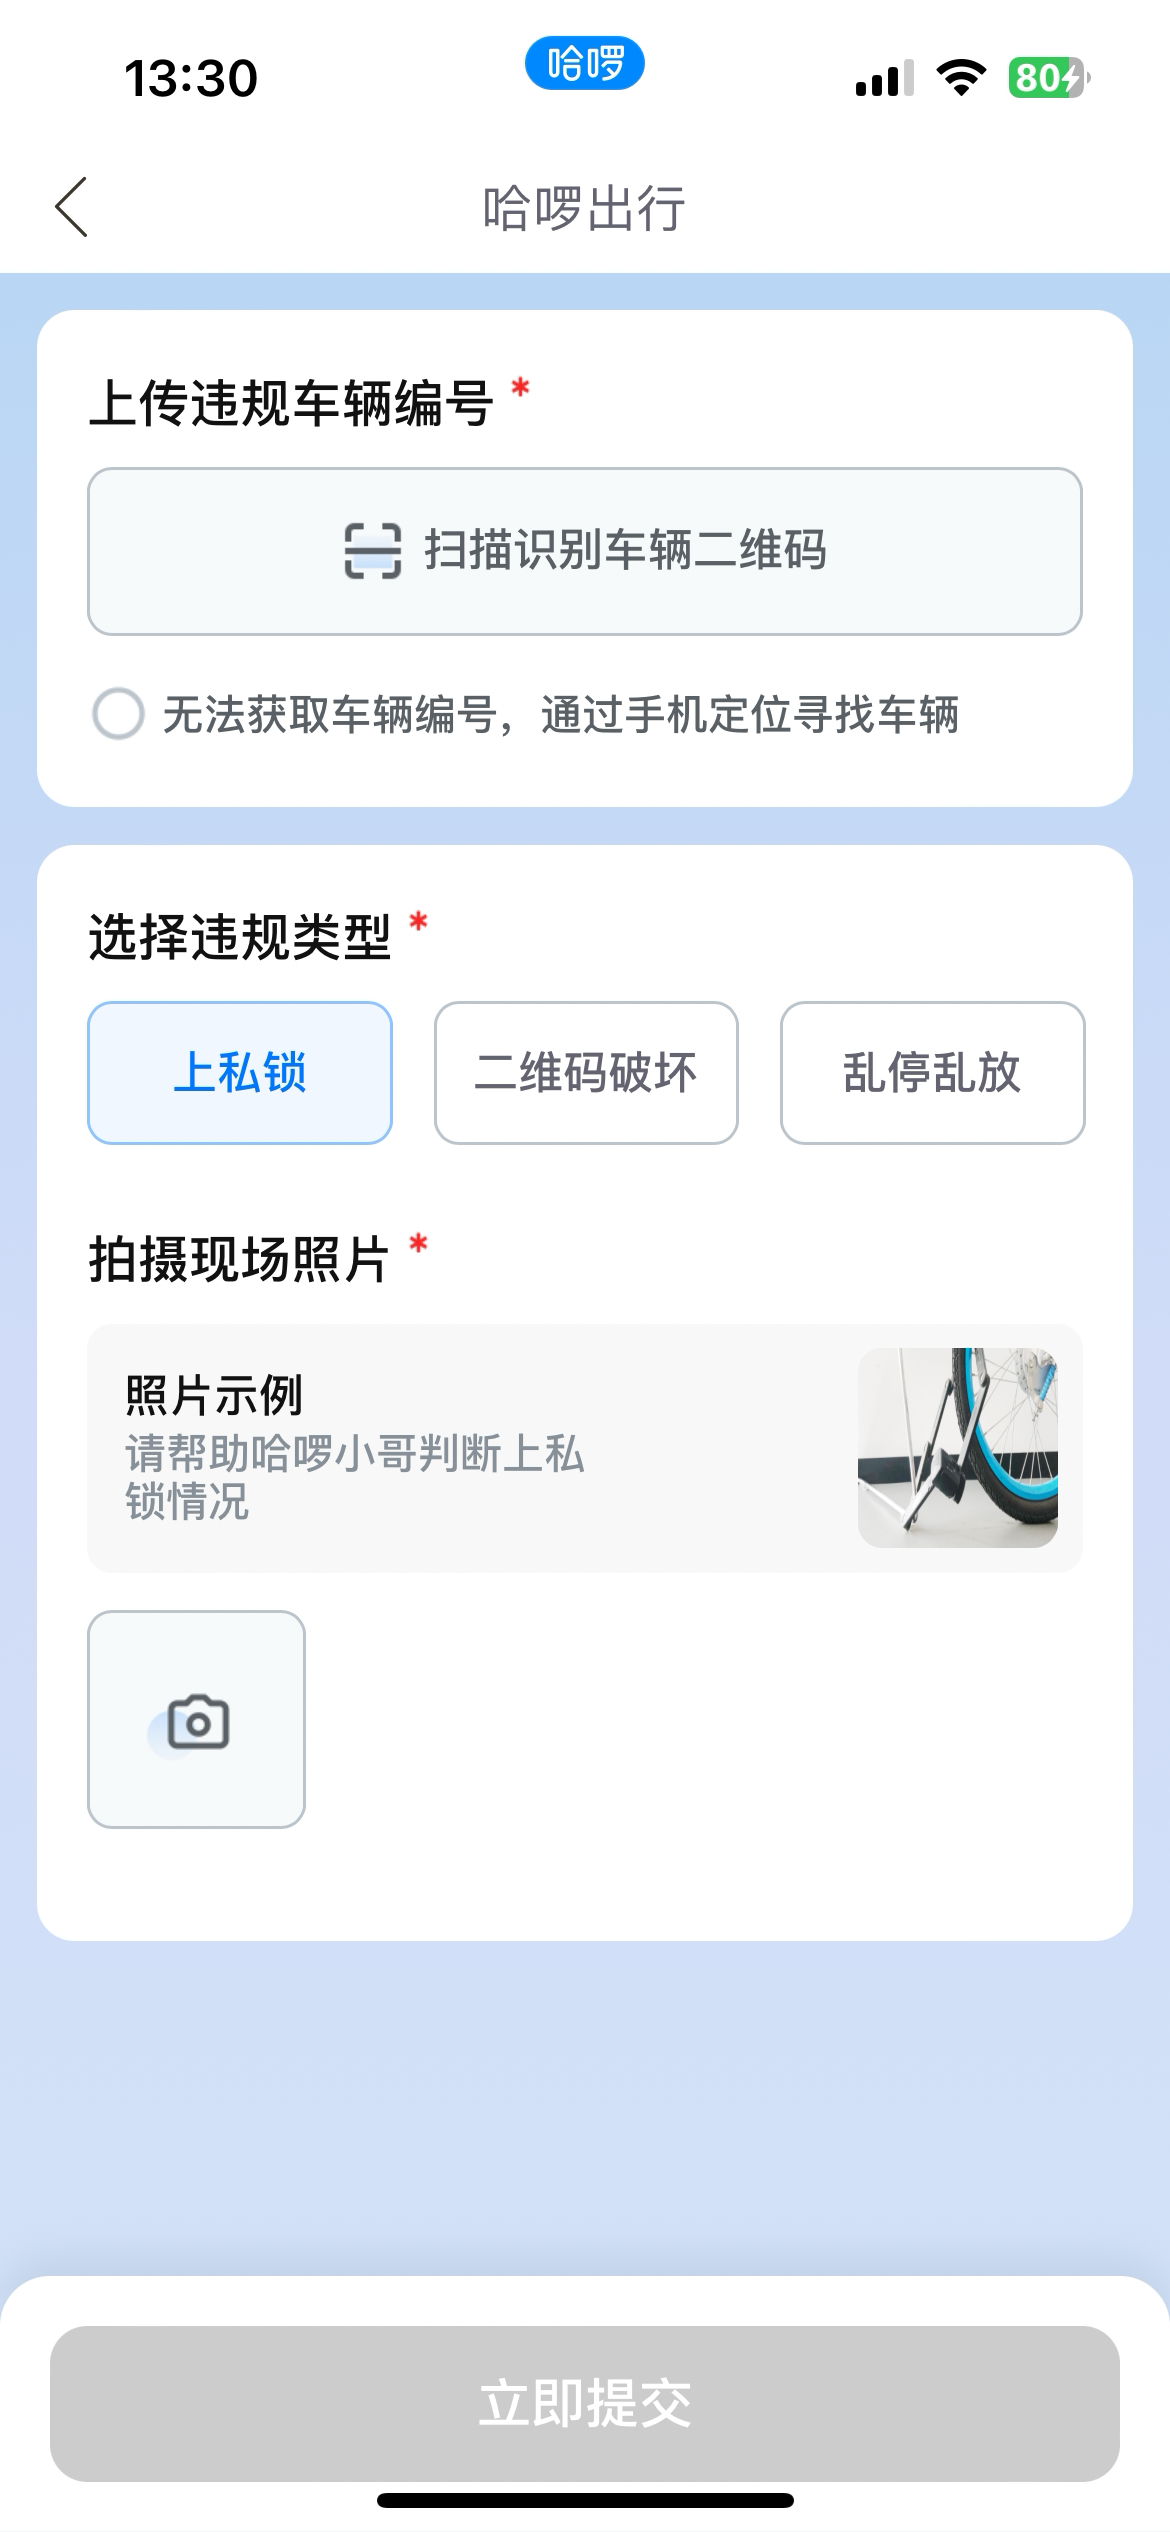 13:30
哈啰
80
哈啰出行
上传违规车辆编号 *
扫描识别车辆二维码
无法获取车辆编号，通过手机定位寻找车辆
选择违规类型 *
上私锁
二维码破坏
乱停乱放
拍摄现场照片 *
照片示例
请帮助哈啰小哥判断上私
锁情况
立即提交